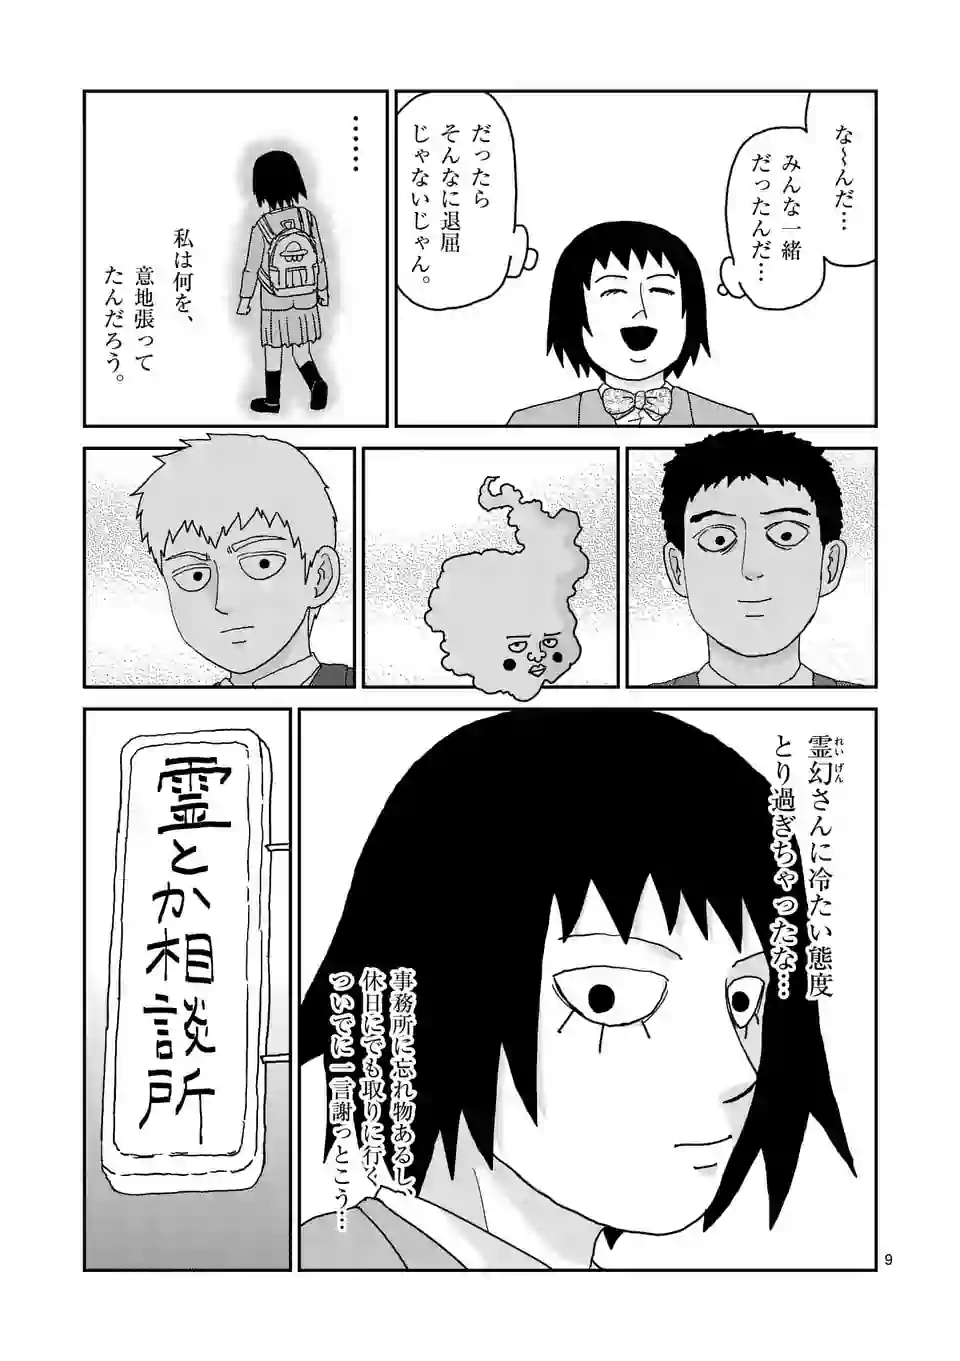 な〜んだ…
みんな一緒
だったんだ…
だったら
そんなに退屈
じゃないじゃん。
……
私は何を、
意地張って
たんだろう。
霊幻さんに冷たい態度
れいげん
とり過ぎちゃったな…
事務所に忘れ物あるし、
休日にでも取りに行く
ついでに一言謝っとこう…
霊とか相談所
9